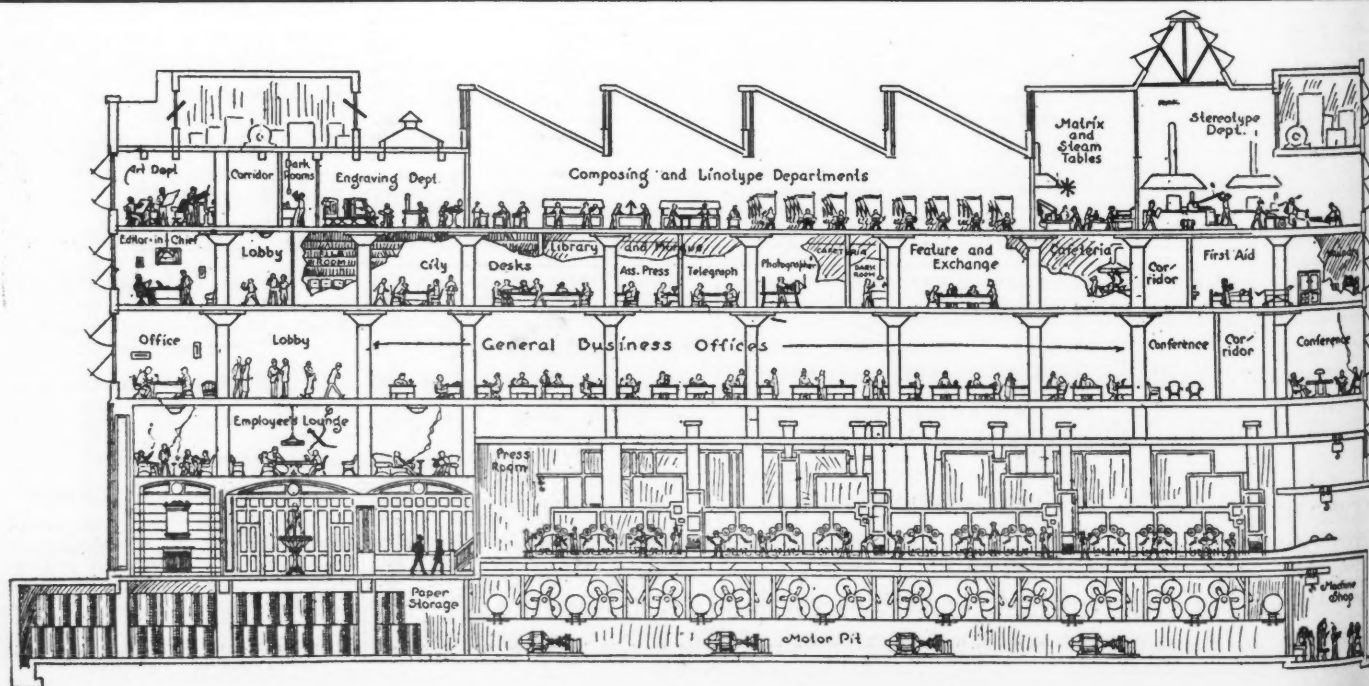 Matrix
and
Steam
Tables
Stereotype
Dept.
Art Dept
Corridor
Dark
Rooms
Engraving Dept.
Composing and Linotype Departments
Editor-in-Chief
Lobby
ROOM
City Desks
Library and Morgue
Ass. Press
Telegraph
Photographer
CAFETERIA
DARK
ROOM
Feature and
Exchange
Cafeteria
Cor-
ridor
First Aid
Office
Lobby
General Business Offices
Conference
Cor-
ridor
Conference
Employee's Lounge
Press
Room
Paper
Storage
Motor Pit
Machine
Shop